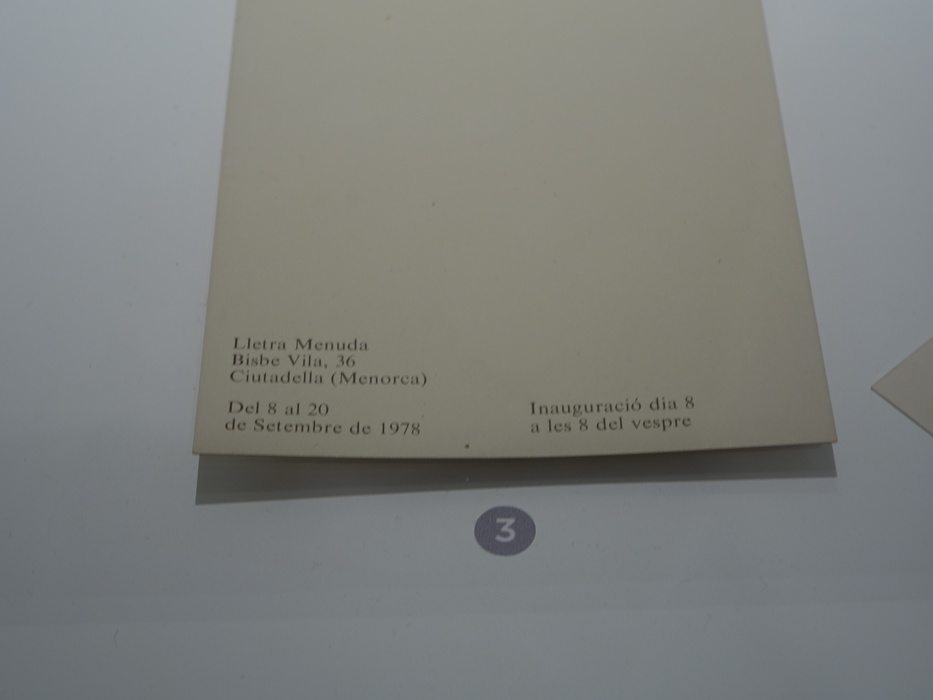 Lletra Menuda
Bisbe Vila, 36
Ciutadella (Menorca)
Del 8 al 20
de Setembre de 1978
Inauguració dia 8
a les 8 del vespre
3